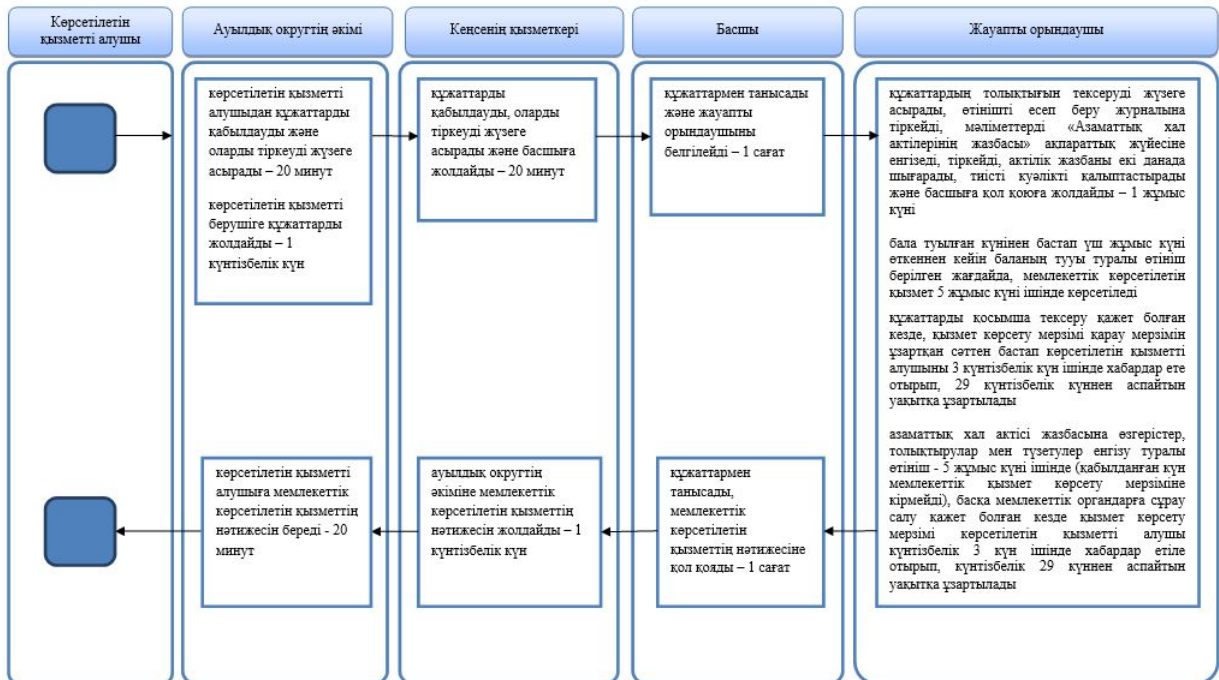 Көрсетілетін
қызметті алушы
Ауылдық округтің әкімі
Кеңсенің қызметкері
Басшы
Жауапты орындаушы
көрсетілетін қызметті
алушыдан құжаттарды
қабылдауды және
оларды тіркеуді жүзеге
асырады – 20 минут
көрсетілетін қызметті
берушіге құжаттарды
жолдайды – 1
күнтізбелік күн
құжаттарды
қабылдауды, оларды
тіркеуді жүзеге
асырады және басшыға
жолдайды – 20 минут
құжаттармен танысады
және жауапты
орындаушыны
белгілейді – 1 сағат
құжаттардың толықтығын тексеруді жүзеге
асырады, өтінішті есеп беру журналына
тіркейді, мәліметтерді «Азаматтық хал
актілерінің жазбасы» ақпараттық жүйесіне
енгізеді, тіркейді, актілік жазбаны екі данада
шығарады, тиісті куәлікті қалыптастырады
және басшыға қол қоюға жолдайды – 1 жұмыс
күні
бала туылған күнінен бастап үш жұмыс күні
өткеннен кейін баланың тууы туралы өтініш
берілген жағдайда, мемлекеттік көрсетілетін
қызмет 5 жұмыс күні ішінде көрсетіледі
құжаттарды қосымша тексеру қажет болған
кезде, қызмет көрсету мерзімі қарау мерзімін
ұзартқан сәттен бастап көрсетілетін қызметті
алушыны 3 күнтізбелік күн ішінде хабардар ете
отырып, 29 күнтізбелік күннен аспайтын
уақытқа ұзартылады
азаматтық хал актісі жазбасына өзгерістер,
толықтырулар мен түзетулер енгізу туралы
өтініш - 5 жұмыс күні ішінде (қабылданған күн
мемлекеттік қызмет көрсету мерзіміне
кірмейді), басқа мемлекеттік органдарға сұрау
салу қажет болған кезде қызмет көрсету
мерзімі көрсетілетін қызметті алушы
күнтізбелік 3 күн ішінде хабардар етіле
отырып, күнтізбелік 29 күннен аспайтын
уақытқа ұзартылады
көрсетілетін қызметті
алушыға мемлекеттік
көрсетілетін қызметтің
нәтижесін береді - 20
минут
ауылдық округтің
әкіміне мемлекеттік
көрсетілетін қызметтің
нәтижесін жолдайды – 1
күнтізбелік күн
құжаттармен
танысады,
мемлекеттік
көрсетілетін
қызметтің нәтижесіне
қол қояды – 1 сағат